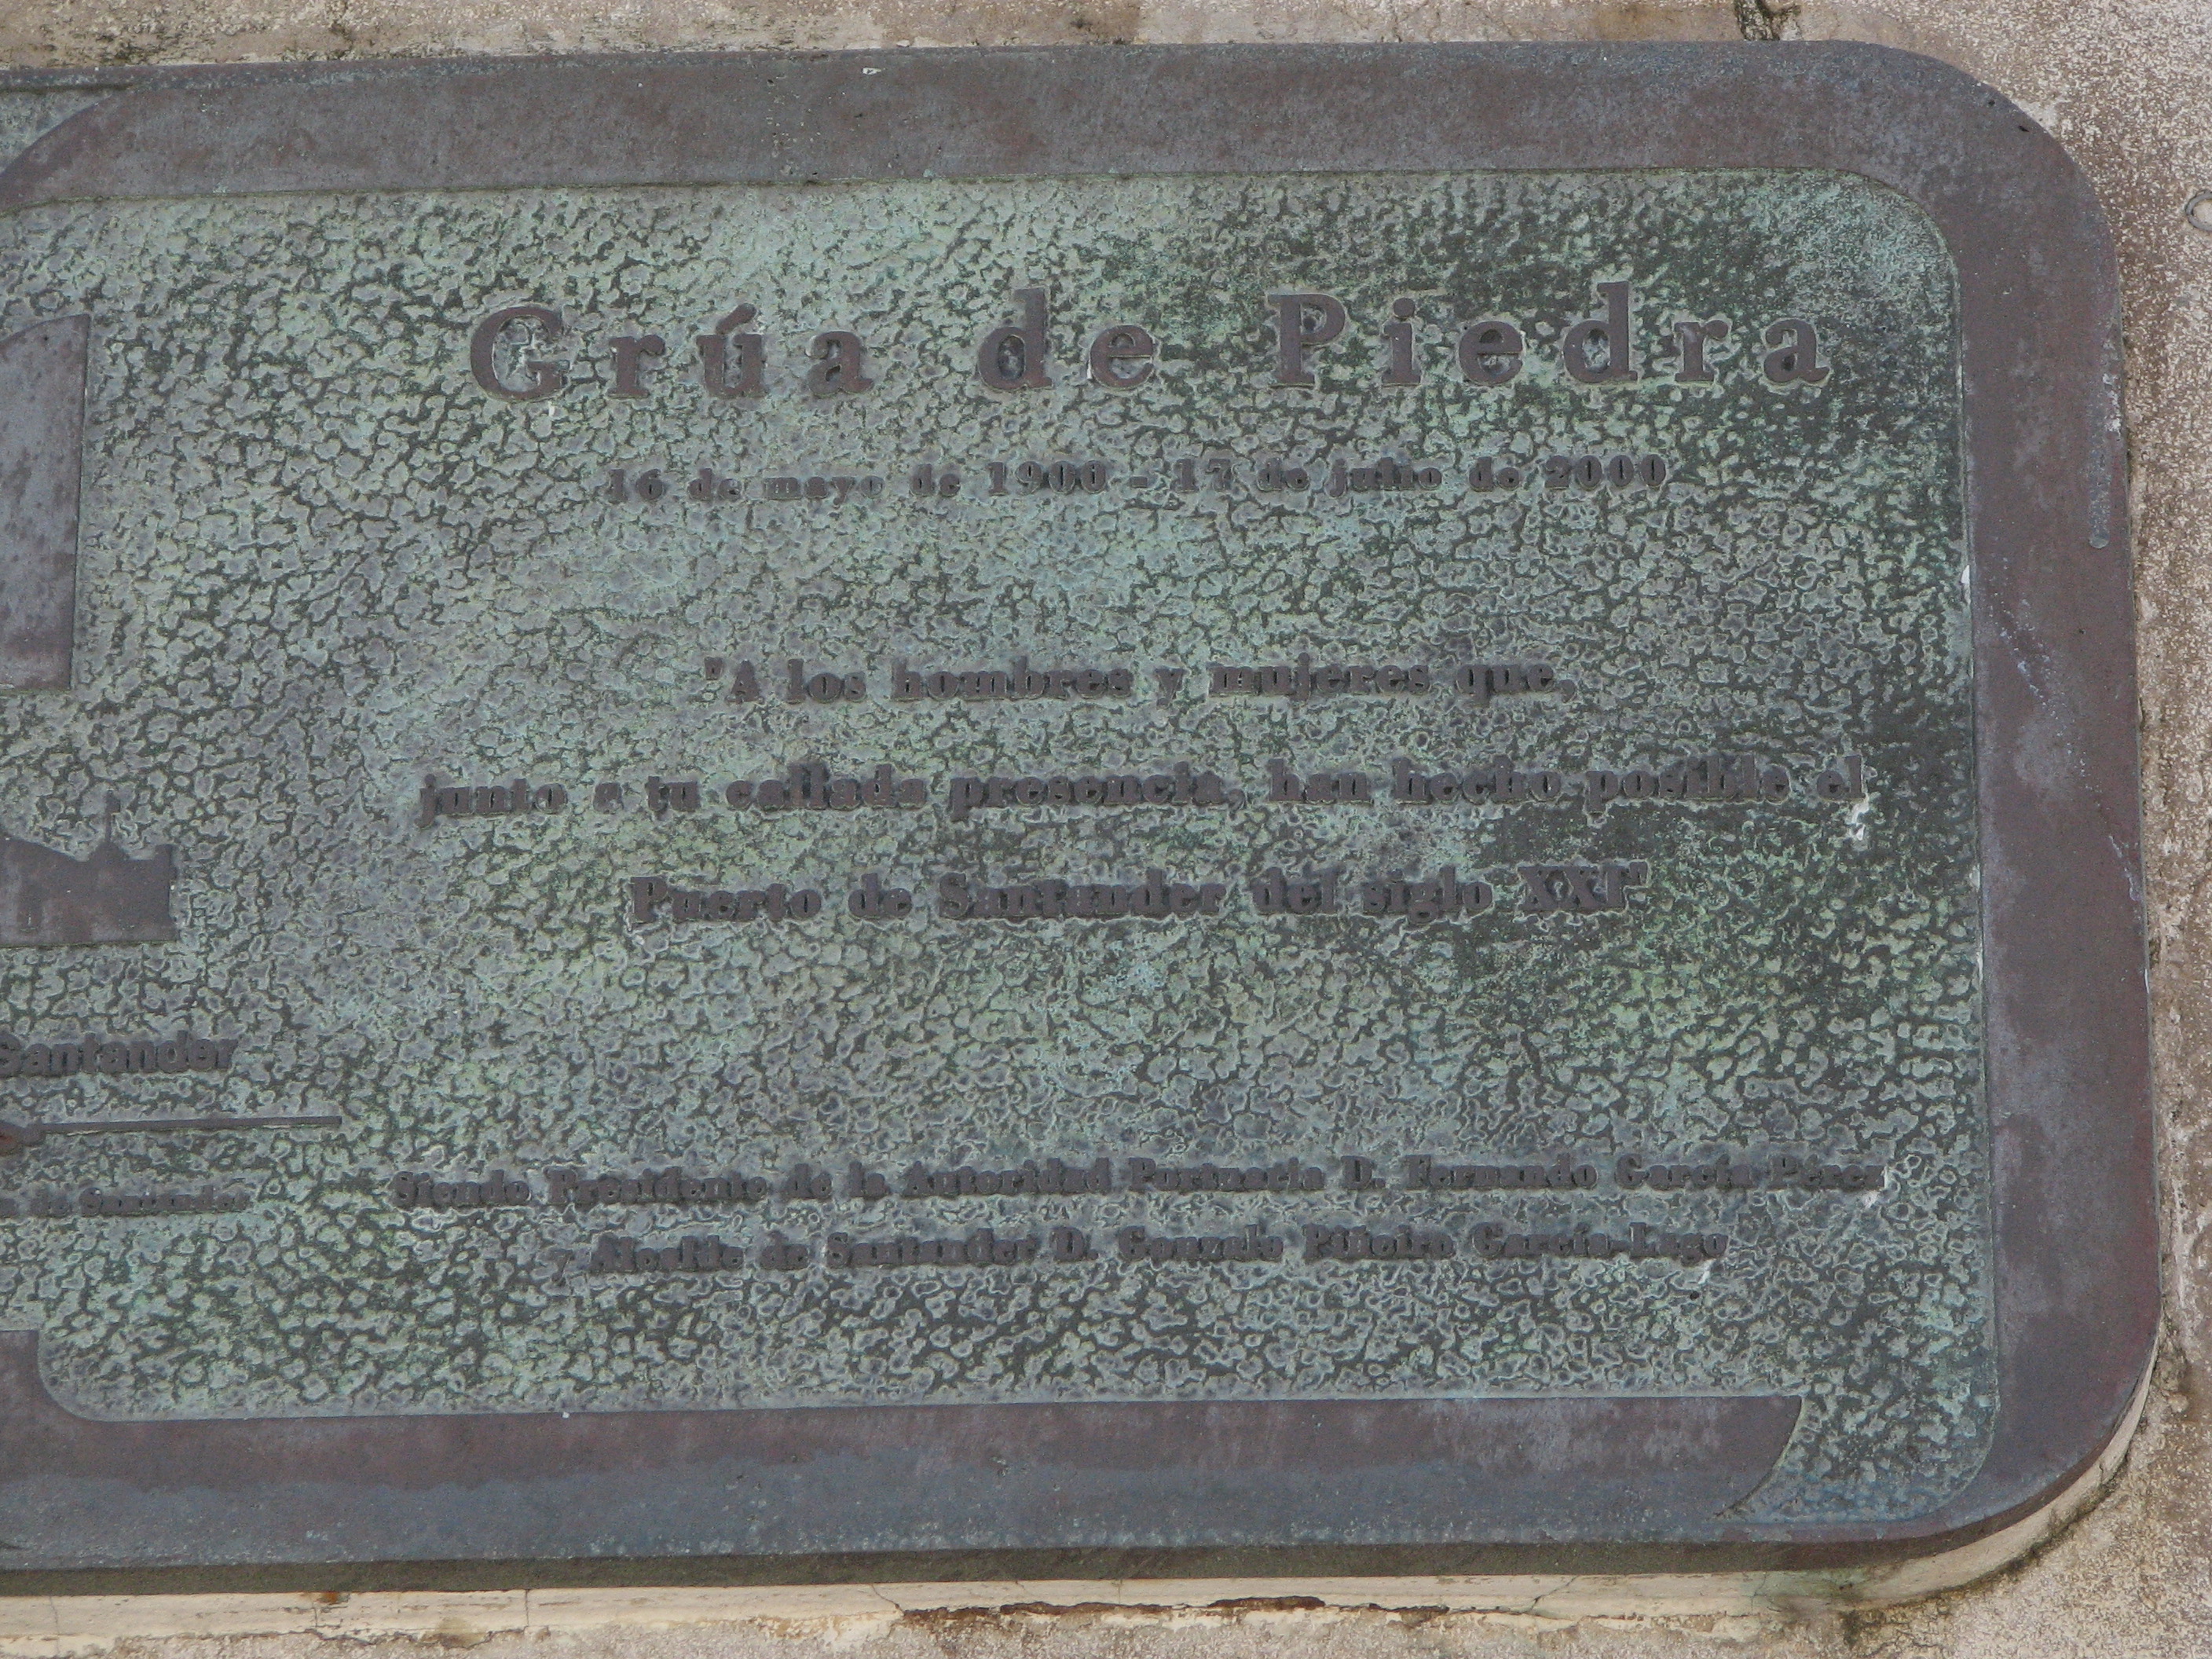 Grúa de Piedra
16 de mayo de 1900 - 17 de julio de 2000
"A los hombres y mujeres que,
junto a tu callada presencia, han hecho posible el
Puerto de Santander del siglo XXI"
Santander
de Santander
Siendo Presidente de la Autoridad Portuaria D. Fernando García Pérez
y Alcalde de Santander D. Gonzalo Piñeiro García-Lago